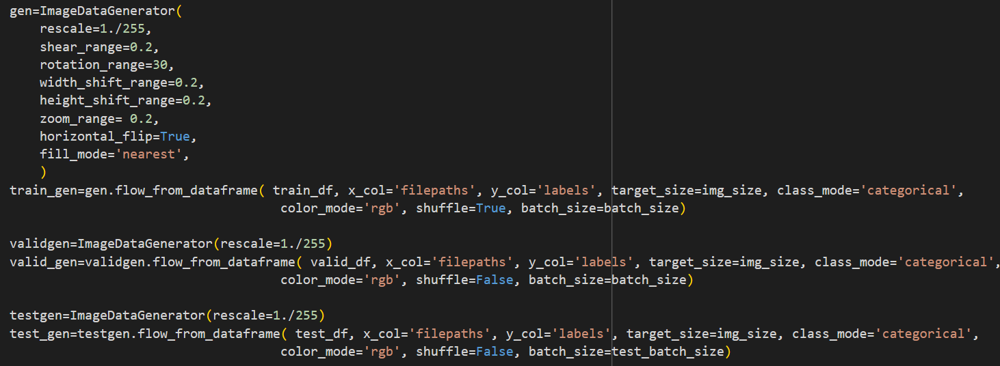 gen=ImageDataGenerator(
    rescale=1./255,
    shear_range=0.2,
    rotation_range=30,
    width_shift_range=0.2,
    height_shift_range=0.2,
    zoom_range= 0.2,
    horizontal_flip=True,
    fill_mode='nearest',
    )
train_gen=gen.flow_from_dataframe( train_df, x_col='filepaths', y_col='labels', target_size=img_size, class_mode='categorical',
                                    color_mode='rgb', shuffle=True, batch_size=batch_size)

validgen=ImageDataGenerator(rescale=1./255)
valid_gen=validgen.flow_from_dataframe( valid_df, x_col='filepaths', y_col='labels', target_size=img_size, class_mode='categorical',
                                    color_mode='rgb', shuffle=False, batch_size=batch_size)

testgen=ImageDataGenerator(rescale=1./255)
test_gen=testgen.flow_from_dataframe( test_df, x_col='filepaths', y_col='labels', target_size=img_size, class_mode='categorical',
                                    color_mode='rgb', shuffle=False, batch_size=test_batch_size)